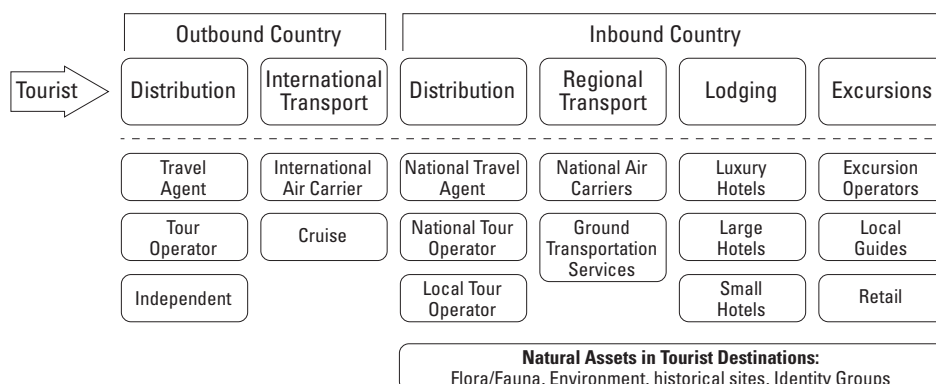 Outbound Country
Inbound Country
Tourist
Distribution
International
Transport
Distribution
Regional
Transport
Lodging
Excursions
Travel
Agent
International
Air Carrier
National Travel
Agent
National Air
Carriers
Luxury
Hotels
Excursion
Operators
Tour
Operator
Cruise
National Tour
Operator
Ground
Transportation
Services
Large
Hotels
Local
Guides
Independent
Local Tour
Operator
Small
Hotels
Retail
Natural Assets in Tourist Destinations:
Flora/Fauna, Environment, historical sites, Identity Groups